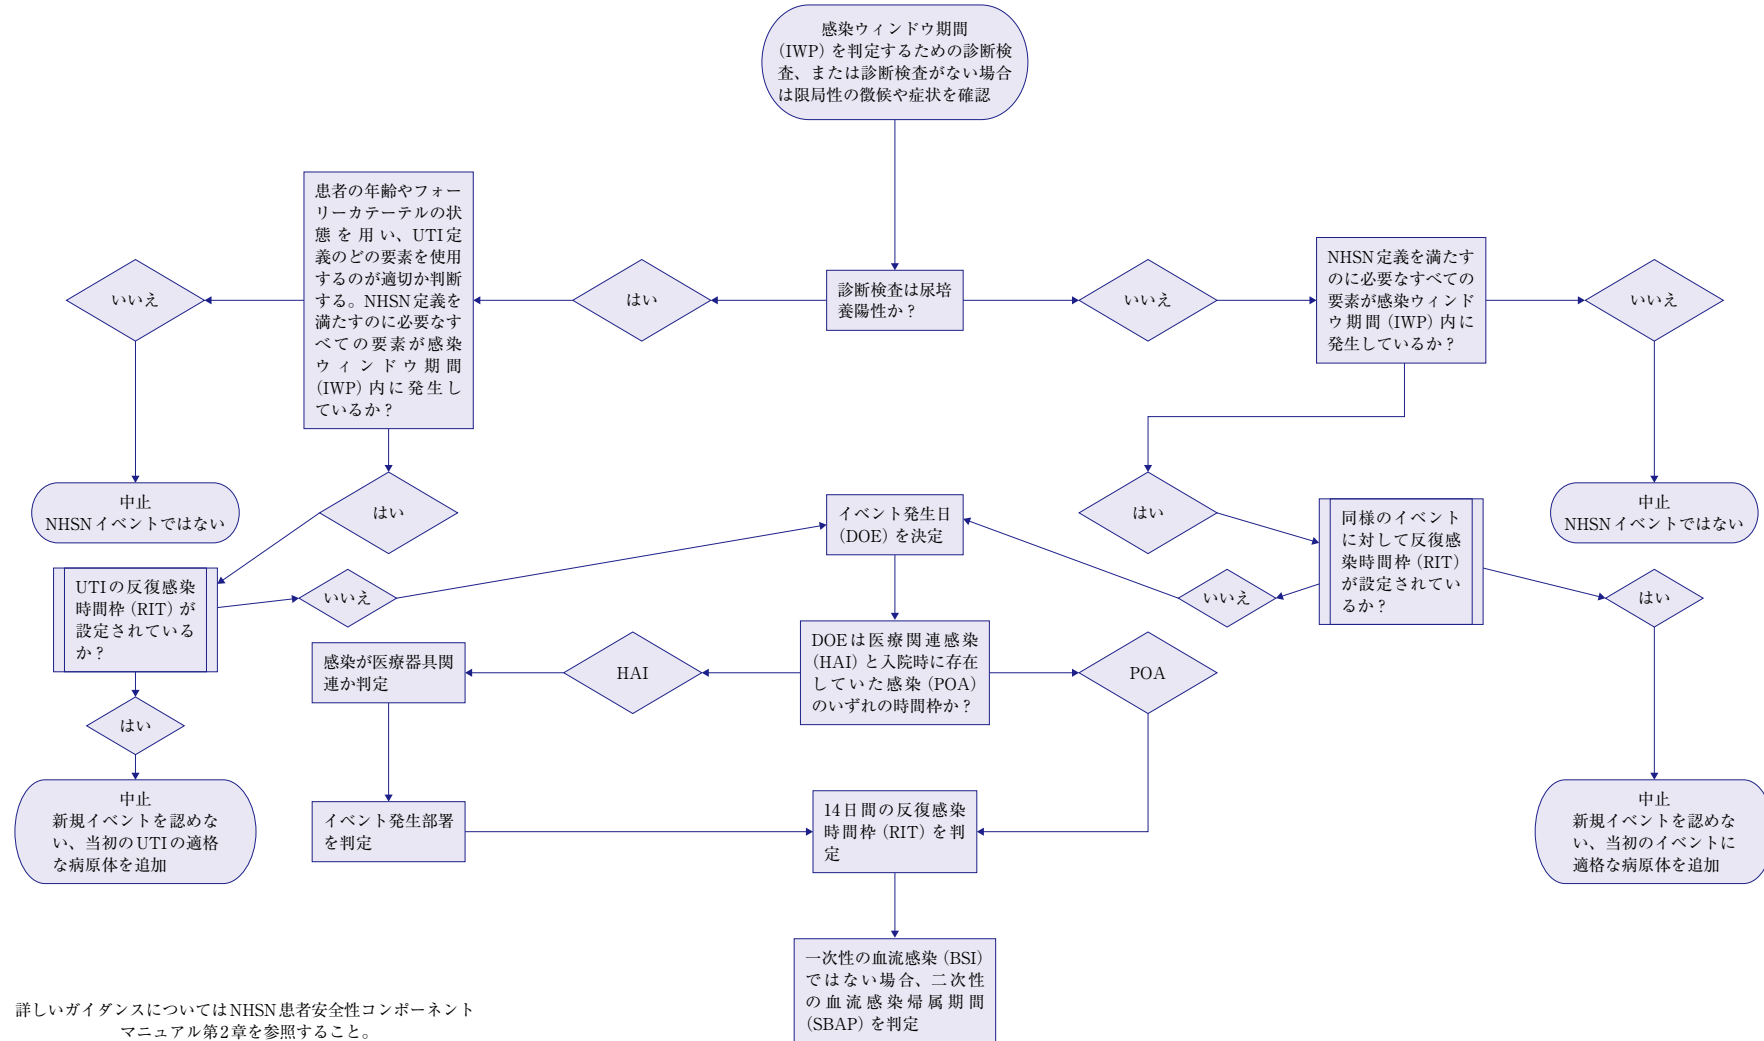 感染ウィンドウ期間
(IWP) を判定するための診断検
査、または診断検査がない場合
は限局性の徴候や症状を確認
患者の年齢やフォー
リーカテーテルの状
態を用い、UTI定
義のどの要素を使用
するのが適切か判断
する。NHSN定義を
満たすのに必要なす
べての要素が感染
ウィンドウ期間
(IWP) 内に発生し
ているか？
いいえ
はい
診断検査は尿培
養陽性か？
いいえ
NHSN定義を満たす
のに必要なすべての
要素が感染ウィンド
ウ期間 (IWP) 内に
発生しているか？
いいえ
中止
NHSNイベントではない
はい
イベント発生日
(DOE) を決定
はい
同様のイベント
に対して反復感
染時間枠 (RIT)
が設定されてい
るか？
中止
NHSNイベントではない
UTIの反復感染
時間枠 (RIT) が
設定されている
か？
いいえ
いいえ
はい
感染が医療器具関
連か判定
HAI
DOEは医療関連感染
(HAI) と入院時に存在
していた感染 (POA)
のいずれの時間枠か？
POA
はい
中止
新規イベントを認めな
い、当初のUTIの適格
な病原体を追加
イベント発生部署
を判定
14日間の反復感染
時間枠 (RIT) を判
定
中止
新規イベントを認めな
い、当初のイベントに
適格な病原体を追加
一次性の血流感染 (BSI)
ではない場合、二次性
の血流感染帰属期間
(SBAP) を判定
詳しいガイダンスについてはNHSN患者安全性コンポーネント
マニュアル第2章を参照すること。